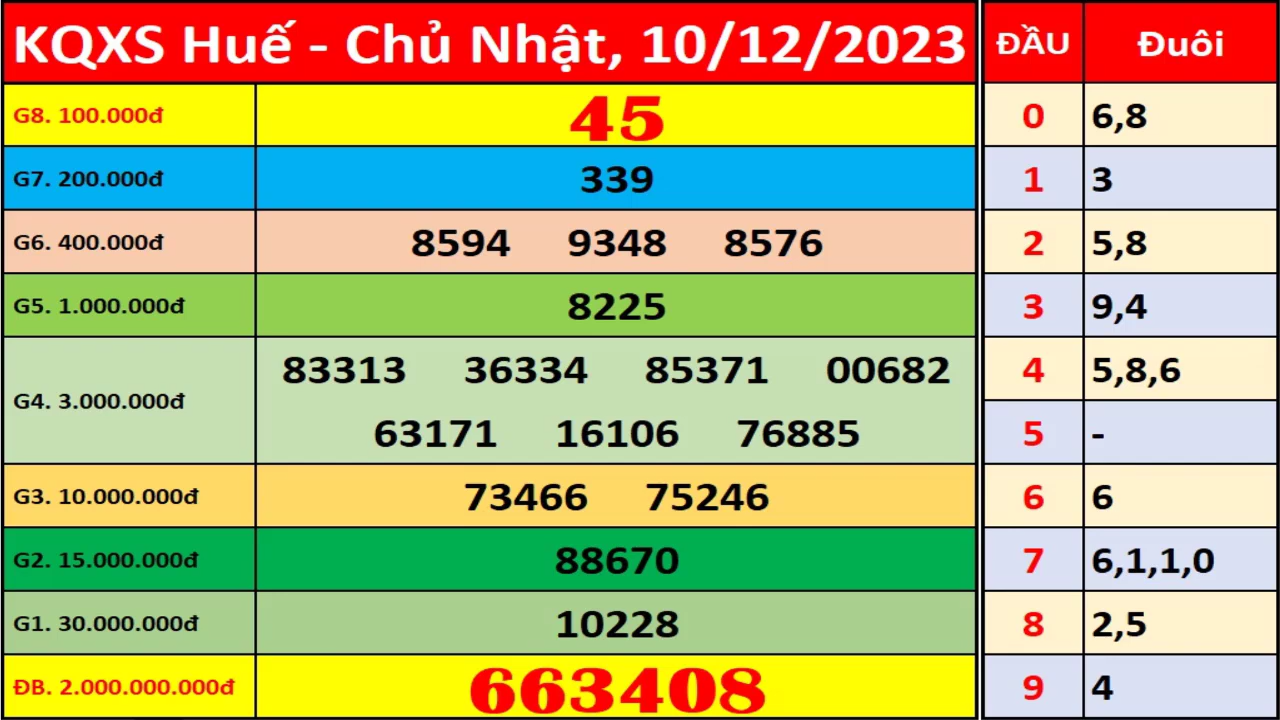 KQXS Huế - Chủ Nhật, 10/12/2023
G8. 100.000đ 45
G7. 200.000đ 339
G6. 400.000đ 8594 9348 8576
G5. 1.000.000đ 8225
G4. 3.000.000đ 83313 36334 85371 00682
63171 16106 76885
G3. 10.000.000đ 73466 75246
G2. 15.000.000đ 88670
G1. 30.000.000đ 10228
ĐB. 2.000.000.000đ 663408
ĐẦU Đuôi
0 6,8
1 3
2 5,8
3 9,4
4 5,8,6
5 -
6 6
7 6,1,1,0
8 2,5
9 4